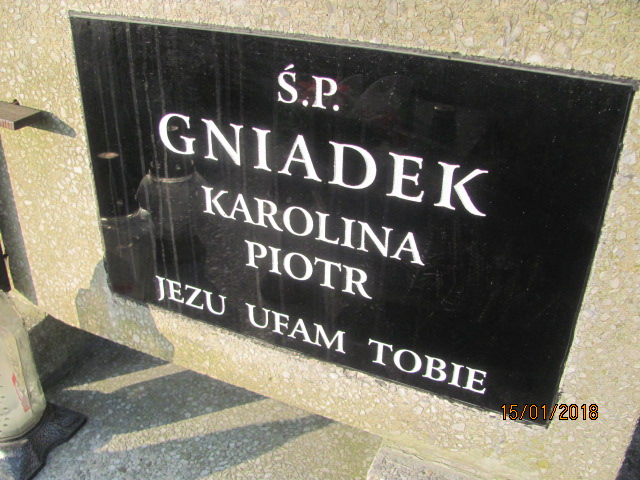 Ś.P.
GNIADEK
KAROLINA
PIOTR
JEZU UFAM TOBIE
15/01/2018